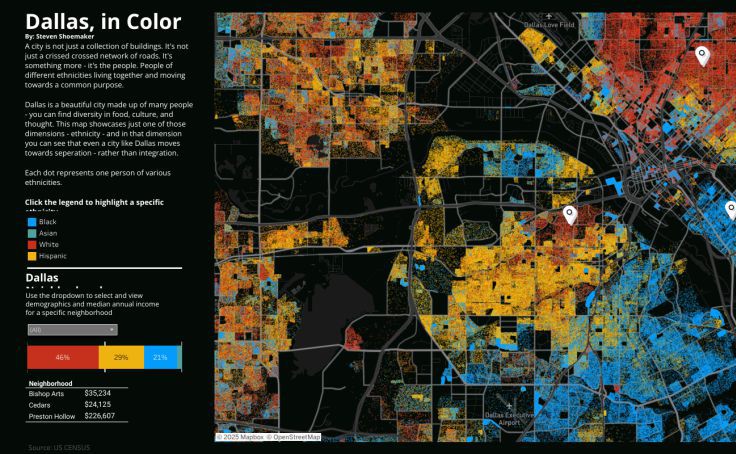 Dallas, in Color
By: Steven Shoemaker
A city is not just a collection of buildings. It's not
just a crissed crossed network of roads. It's
something more - it's the people. People of
different ethnicities living together and moving
towards a common purpose.
Dallas is a beautiful city made up of many people
- you can find diversity in food, culture, and
thought. This map showcases just one of those
dimensions - ethnicity - and in that dimension
you can see that even a city like Dallas moves
towards seperation - rather than integration.
Each dot represents one person of various
ethnicities.
Click the legend to highlight a specific
Black
Asian
White
Hispanic
Dallas
Use the dropdown to select and view
demographics and median annual income
for a specific neighborhood
(All)
46%
29%
21%
Neighborhood
Bishop Arts $35,234
Cedars $24,125
Preston Hollow $226,607
Source: US CENSUS
Dallas Love Field
Dallas Executive
Airport
© 2025 Mapbox © OpenStreetMap